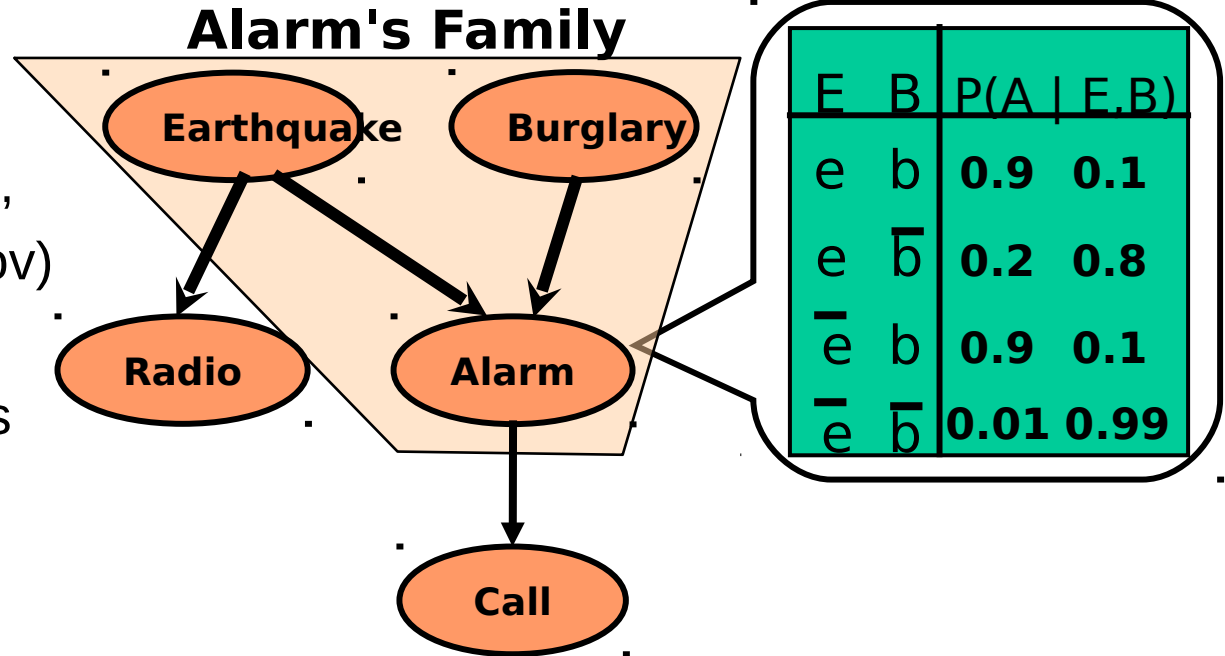 Alarm's Family
Earthquake
Burglary
,
ov)
Radio
Alarm
s
Call
E B P(A | E,B)
e b 0.9 0.1
e b̅ 0.2 0.8
e̅ b 0.9 0.1
e̅ b̅ 0.01 0.99